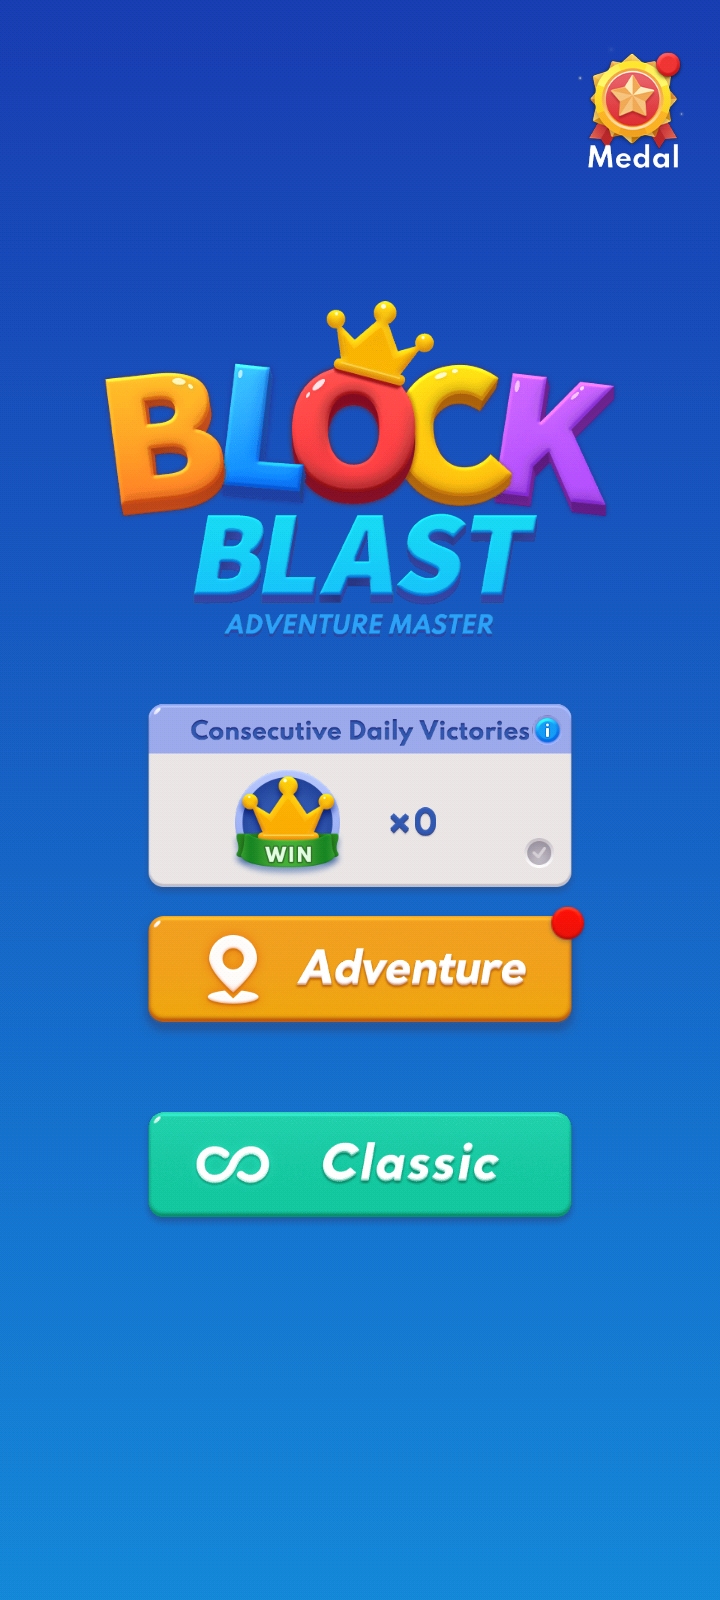 Medal
BLOCK
BLAST
ADVENTURE MASTER
Consecutive Daily Victories i
WIN
×0
Adventure
Classic